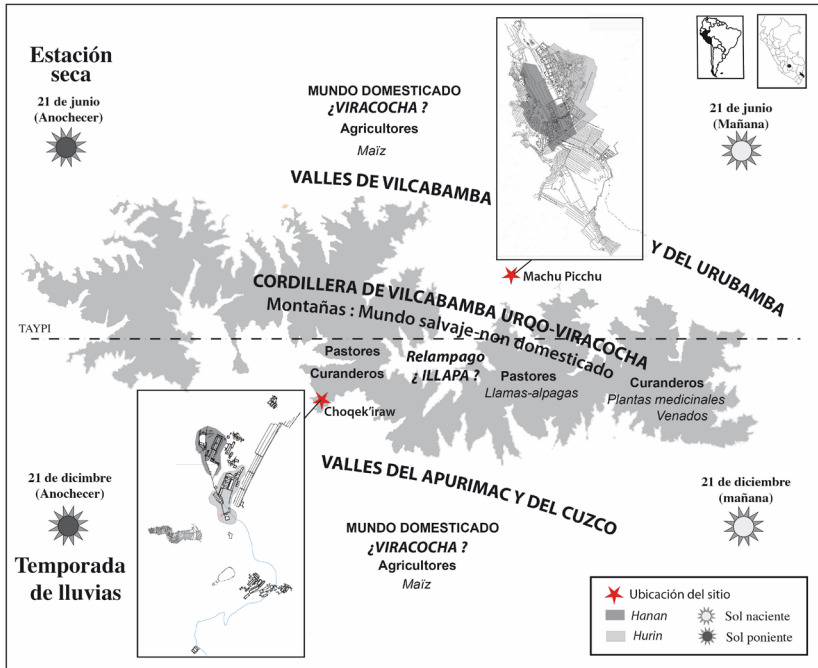 Estación
seca
21 de junio
(Anochecer)
MUNDO DOMESTICADO
¿VIRACOCHA ?
Agricultores
Maïz
21 de junio
(Mañana)
VALLES DE VILCABAMBA
Y DEL URUBAMBA
Machu Picchu
CORDILLERA DE VILCABAMBA URQO-VIRACOCHA
Montañas : Mundo salvaje-non domesticado
TAYPI
Pastores
Curanderos
Relampago
¿ ILLAPA ?
Pastores
Llamas-alpagas
Curanderos
Plantas medicinales
Venados
Choqek'iraw
VALLES DEL APURIMAC Y DEL CUZCO
21 de dicimbre
(Anochecer)
Temporada
de lluvias
MUNDO DOMESTICADO
¿VIRACOCHA ?
Agricultores
Maïz
21 de diciembre
(mañana)
Ubicación del sitio
Hanan
Sol naciente
Hurin
Sol poniente